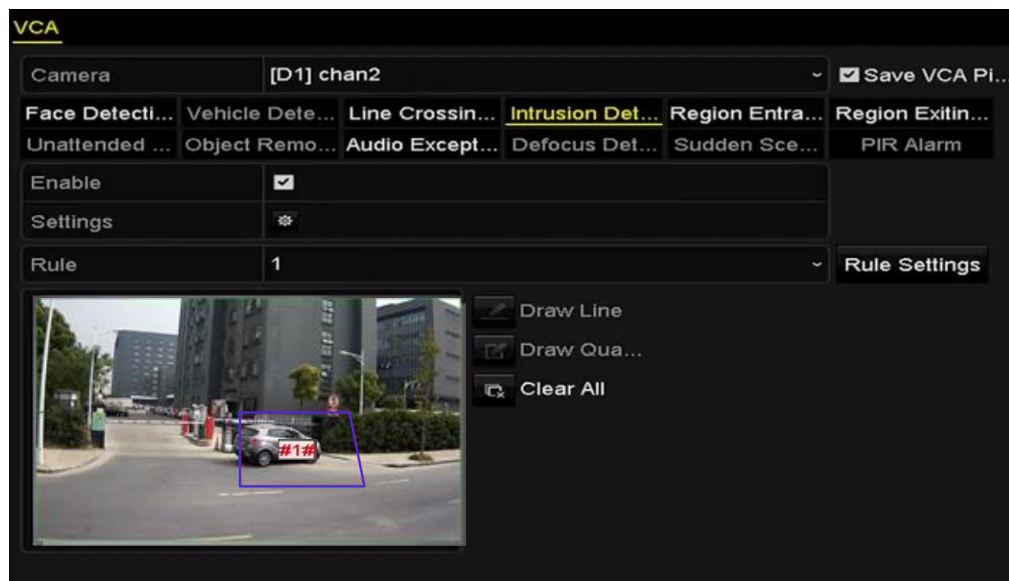 VCA
Camera [D1] chan2 Save VCA Pi...
Face Detecti... Vehicle Dete... Line Crossin... Intrusion Det... Region Entra... Region Exitin...
Unattended ... Object Remo... Audio Except... Defocus Det... Sudden Sce... PIR Alarm
Enable
Settings
Rule 1 Rule Settings
Draw Line
Draw Qua...
Clear All
#1#